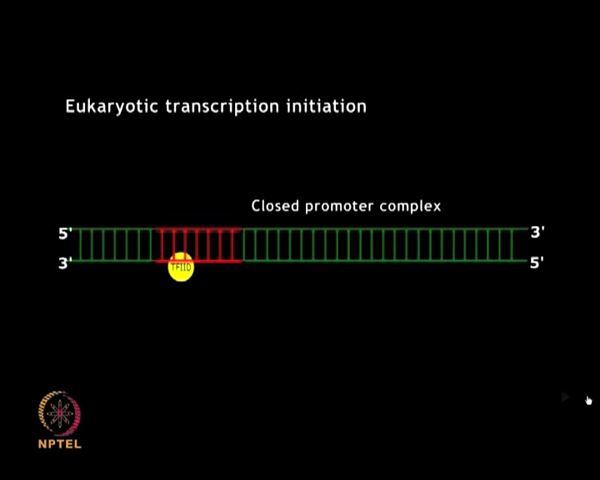 Eukaryotic transcription initiation
Closed promoter complex
5' 3'
3' 5'
TFIID
NPTEL